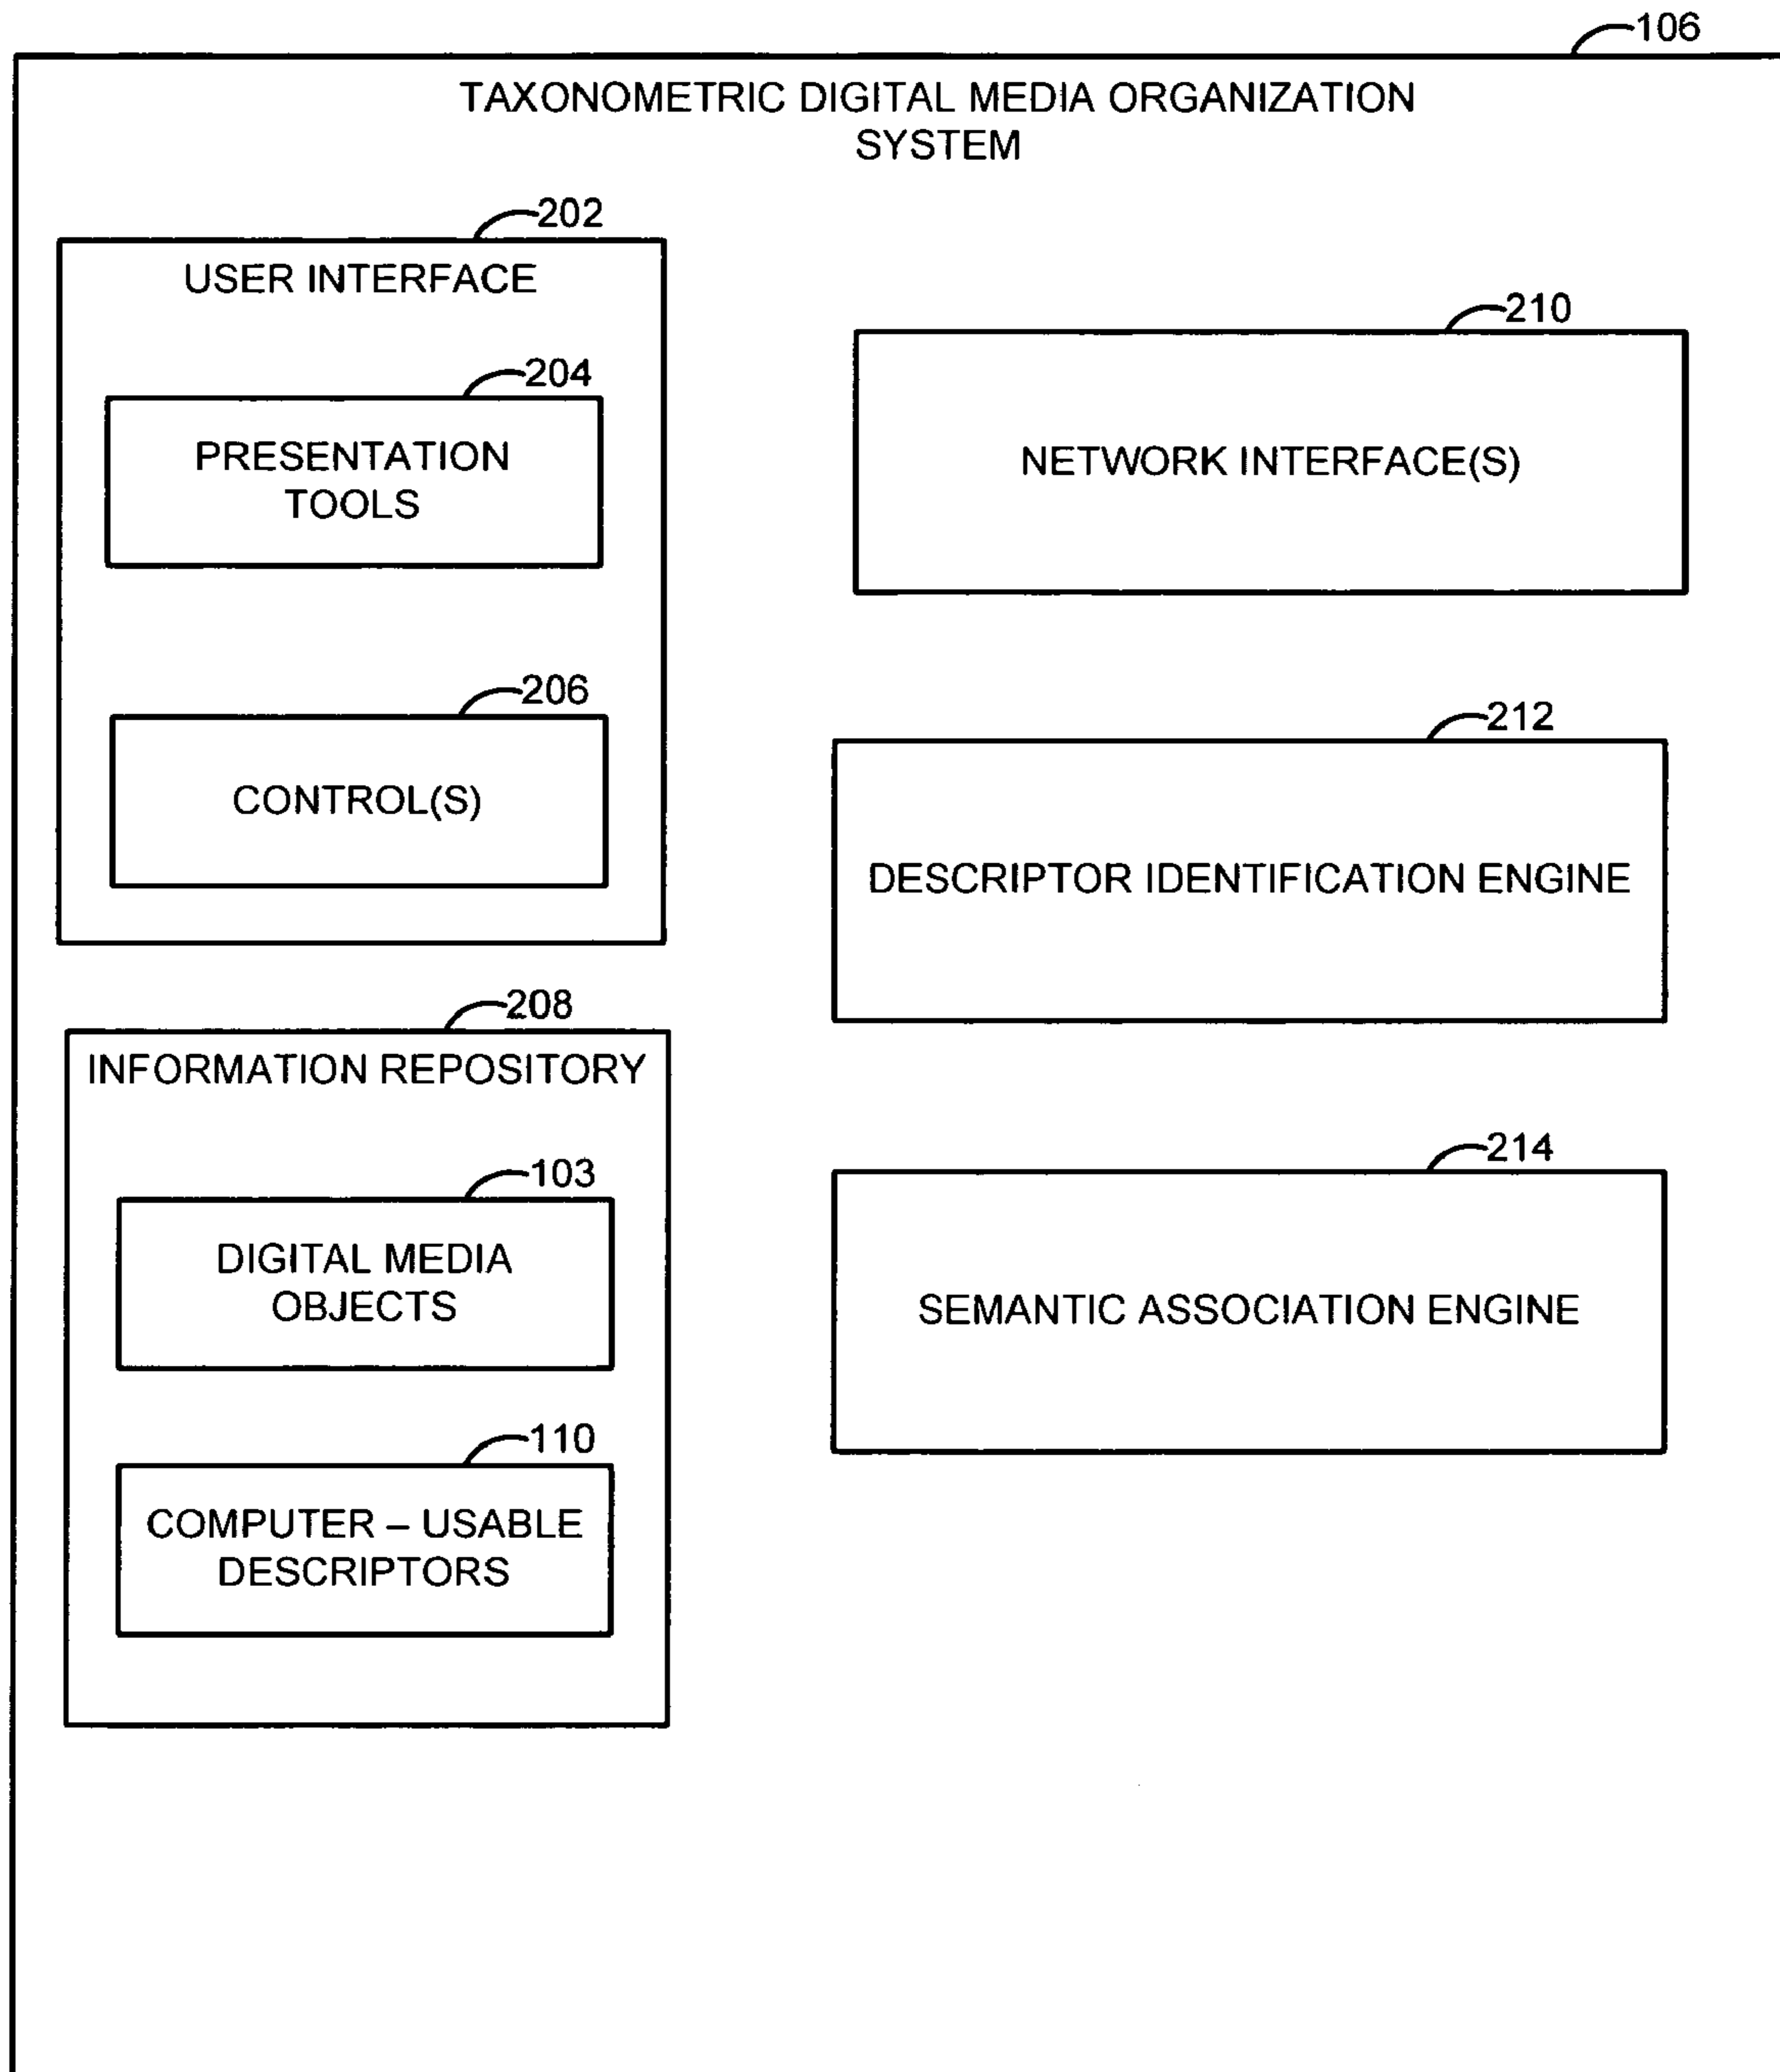 106
TAXONOMETRIC DIGITAL MEDIA ORGANIZATION
SYSTEM
202
USER INTERFACE
204
PRESENTATION
TOOLS
206
CONTROL(S)
208
INFORMATION REPOSITORY
103
DIGITAL MEDIA
OBJECTS
110
COMPUTER – USABLE
DESCRIPTORS
210
NETWORK INTERFACE(S)
212
DESCRIPTOR IDENTIFICATION ENGINE
214
SEMANTIC ASSOCIATION ENGINE